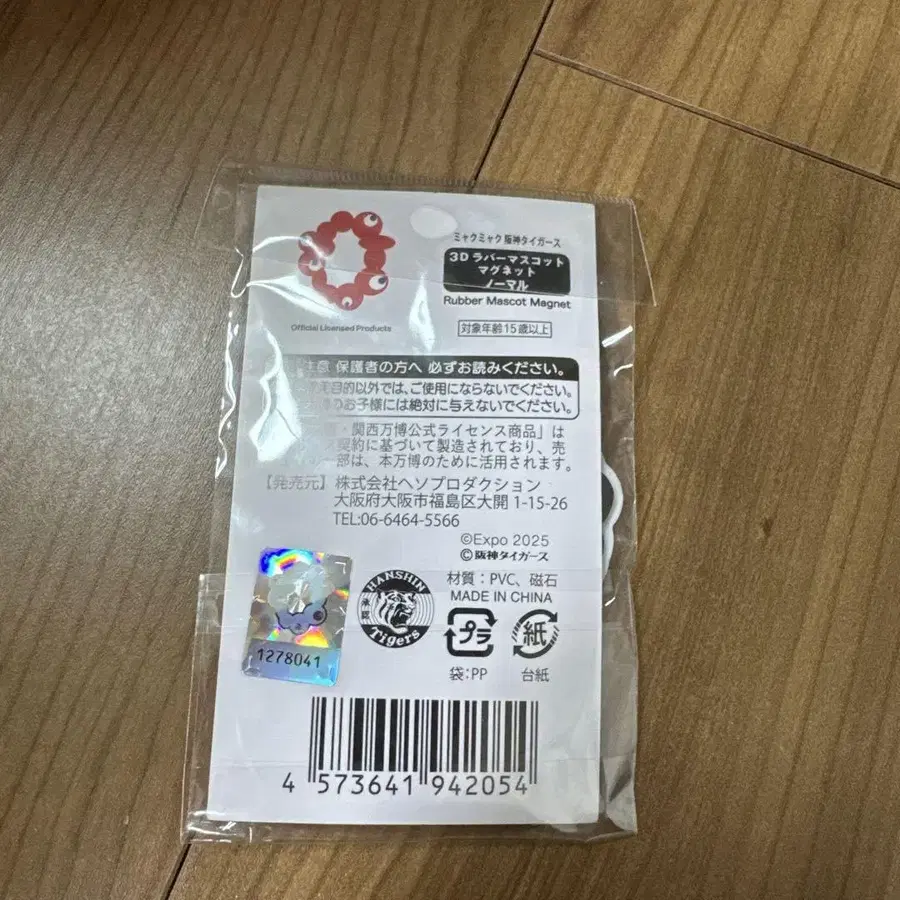 ミャクミャク 阪神タイガース
3D ラバーマスコット
マグネット
ノーマル
Rubber Mascot Magnet
Official Licensed Products
対象年齢15歳以上
注意 保護者の方へ 必ずお読みください。
目的以外では、ご使用にならないでください。
のお子様には絶対に与えないでください。
・関西万博公式ライセンス商品」は
契約に基づいて製造されており、売
一部は、本万博のために活用されます。
【発売元】株式会社ヘソプロダクション
大阪府大阪市福島区大開 1-15-26
TEL:06-6464-5566
©Expo 2025
©阪神タイガース
材質：PVC、磁石
MADE IN CHINA
HANSHIN
承認
Tigers
プラ
紙
袋:PP
台紙
1278041
4 573641 942054